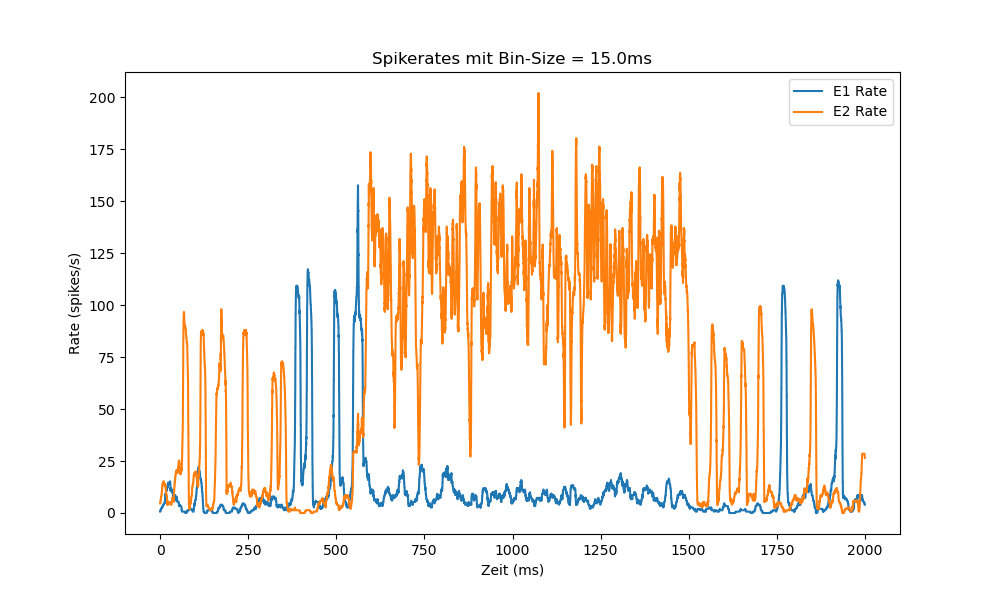 Spikerates mit Bin-Size = 15.0ms
E1 Rate
E2 Rate
200
175
150
125
100
75
50
25
0
Rate (spikes/s)
0 250 500 750 1000 1250 1500 1750 2000
Zeit (ms)